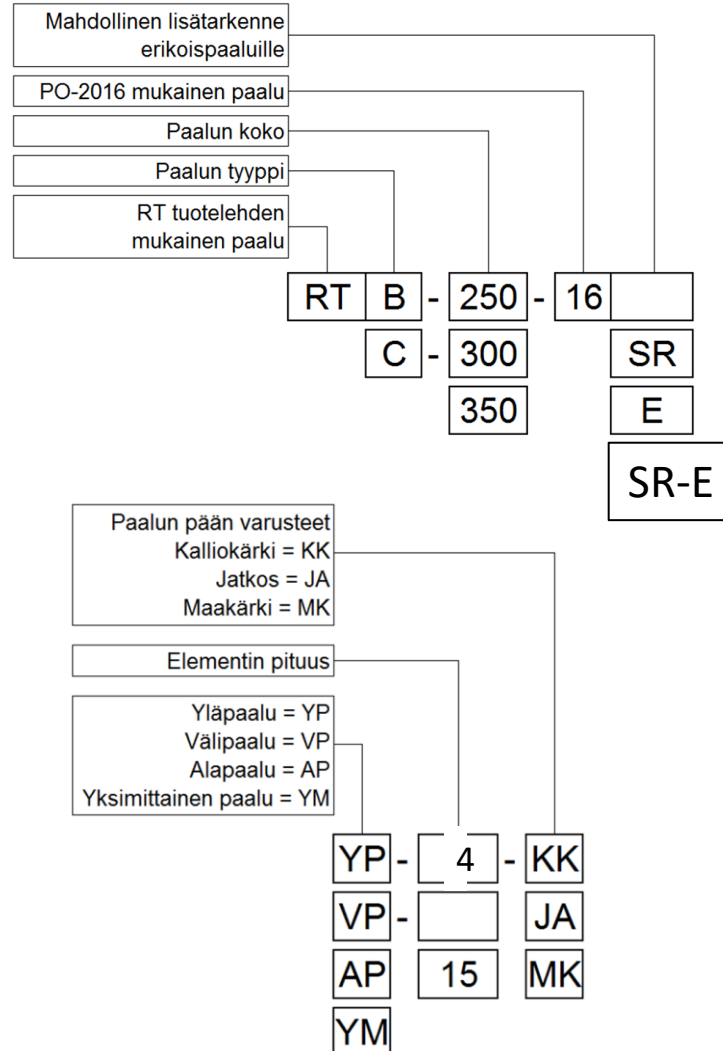 Mahdollinen lisätarkenne
erikoispaaluille
PO-2016 mukainen paalu
Paalun koko
Paalun tyyppi
RT tuotelehden
mukainen paalu
RT B - 250 - 16
C - 300 SR
350 E
SR-E
Paalun pään varusteet
Kalliokärki = KK
Jatkos = JA
Maakärki = MK
Elementin pituus
Yläpaalu = YP
Välipaalu = VP
Alapaalu = AP
Yksimittainen paalu = YM
YP - 4 - KK
VP - JA
AP 15 MK
YM